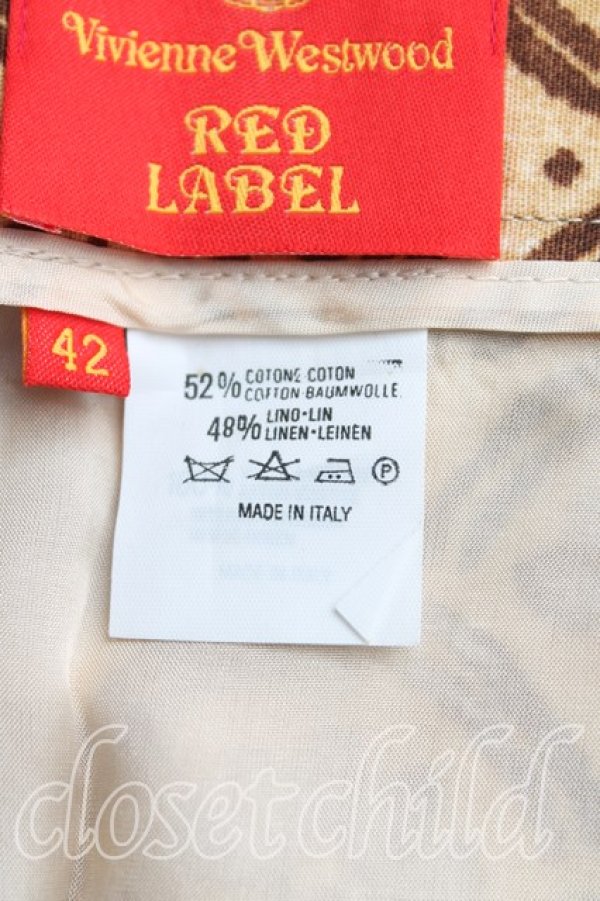 Vivienne Westwood
RED
LABEL
42
52% COTONE·COTON
COTTON·BAUMWOLLE
48% LINO·LIN
LINEN·LEINEN
P
MADE IN ITALY
closetchild